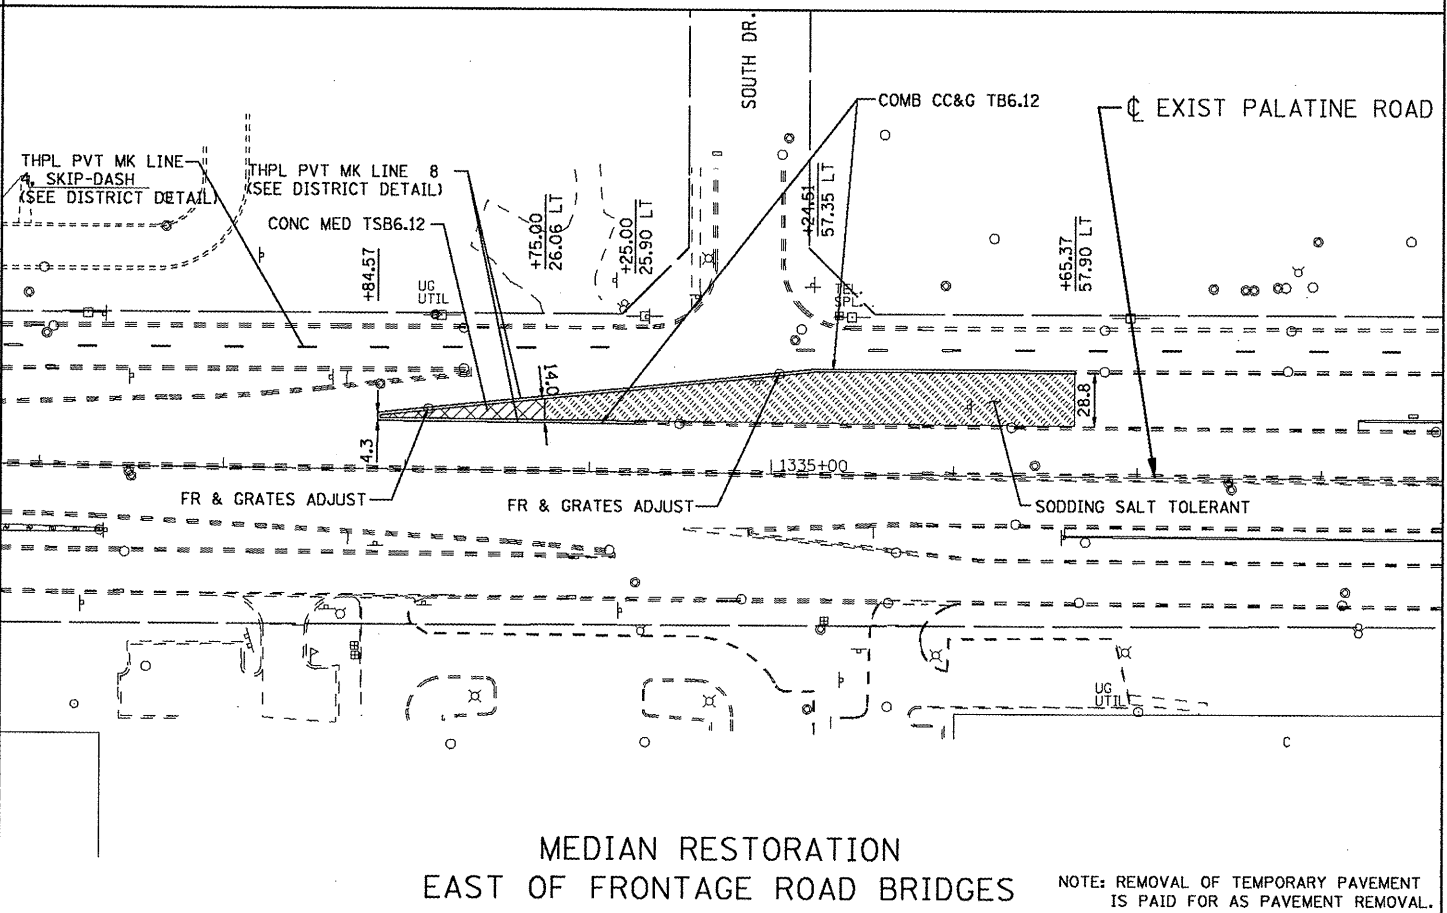 SOUTH DR.
COMB CC&G TB6.12
℄ EXIST PALATINE ROAD
THPL PVT MK LINE
4, SKIP-DASH
(SEE DISTRICT DETAIL)
THPL PVT MK LINE 8
(SEE DISTRICT DETAIL)
CONC MED TSB6.12
+84.57
UG
UTIL
+75.00
26.06 LT
+25.00
25.90 LT
+24.51
57.35 LT
TEL.
SPL.
+65.37
57.90 LT
14.0
4.3
28.8
1335+00
FR & GRATES ADJUST
FR & GRATES ADJUST
SODDING SALT TOLERANT
UG
UTIL
C
MEDIAN RESTORATION
EAST OF FRONTAGE ROAD BRIDGES
NOTE: REMOVAL OF TEMPORARY PAVEMENT
IS PAID FOR AS PAVEMENT REMOVAL.